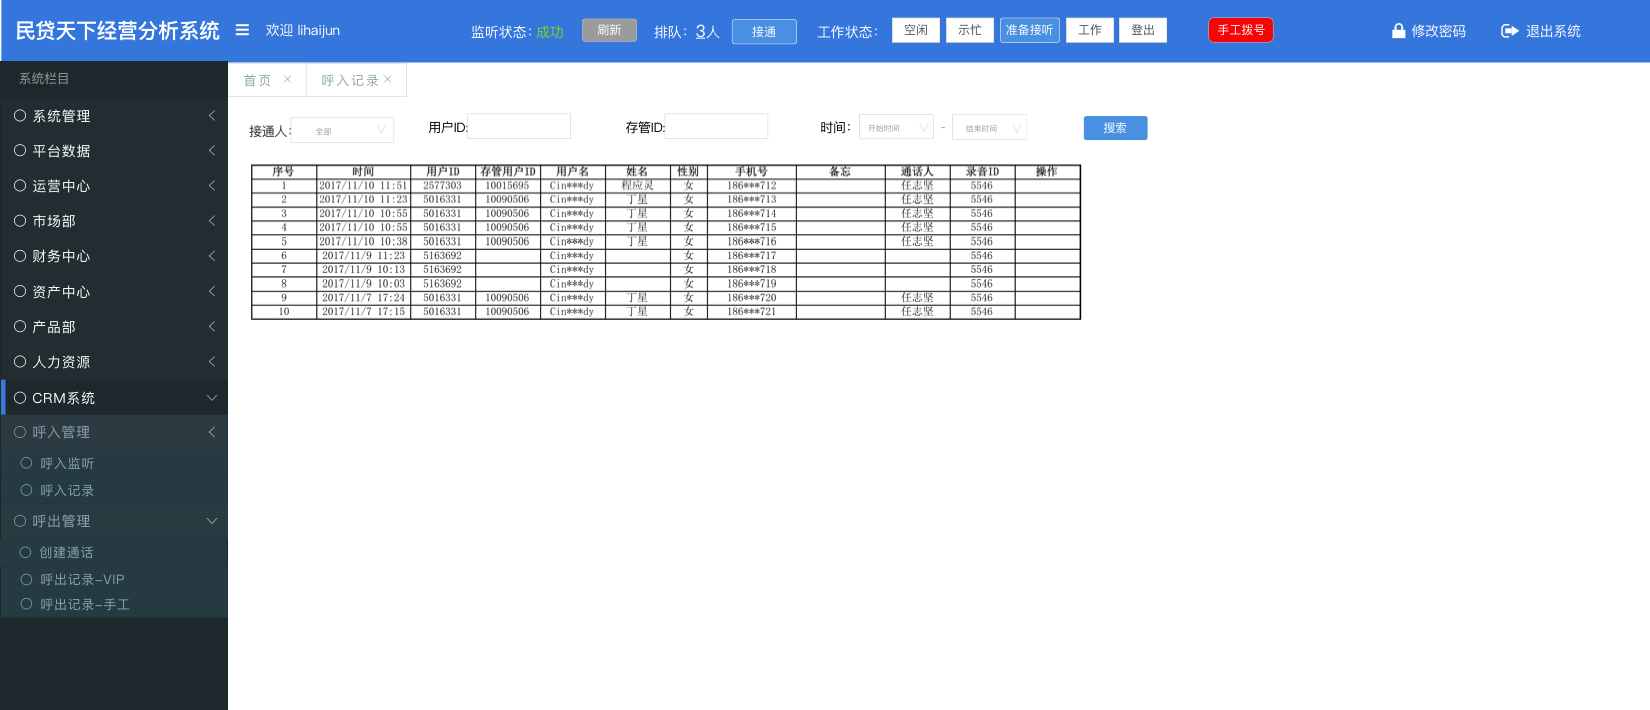 民贷天下经营分析系统 欢迎 lihaijun 监听状态：成功 刷新 排队：3人 接通 工作状态： 空闲 示忙 准备接听 工作 登出 手工拨号 修改密码 退出系统
系统栏目
系统管理
平台数据
运营中心
市场部
财务中心
资产中心
产品部
人力资源
CRM系统
呼入管理
呼入监听
呼入记录
呼出管理
创建通话
呼出记录-VIP
呼出记录-手工
首页 × 呼入记录 ×
接通人： 全部 用户ID: 存管ID: 时间： 开始时间 - 结束时间 搜索
序号 时间 用户ID 存管用户ID 用户名 姓名 性别 手机号 备忘 通话人 录音ID 操作
1 2017/11/10 11:51 2577303 10015695 Cin***dy 程应灵 女 186***712 任志坚 5546
2 2017/11/10 11:23 5016331 10090506 Cin***dy 丁星 女 186***713 任志坚 5546
3 2017/11/10 10:55 5016331 10090506 Cin***dy 丁星 女 186***714 任志坚 5546
4 2017/11/10 10:55 5016331 10090506 Cin***dy 丁星 女 186***715 任志坚 5546
5 2017/11/10 10:38 5016331 10090506 Cin***dy 丁星 女 186***716 任志坚 5546
6 2017/11/9 11:23 5163692 Cin***dy 女 186***717 5546
7 2017/11/9 10:13 5163692 Cin***dy 女 186***718 5546
8 2017/11/9 10:03 5163692 Cin***dy 女 186***719 5546
9 2017/11/7 17:24 5016331 10090506 Cin***dy 丁星 女 186***720 任志坚 5546
10 2017/11/7 17:15 5016331 10090506 Cin***dy 丁星 女 186***721 任志坚 5546